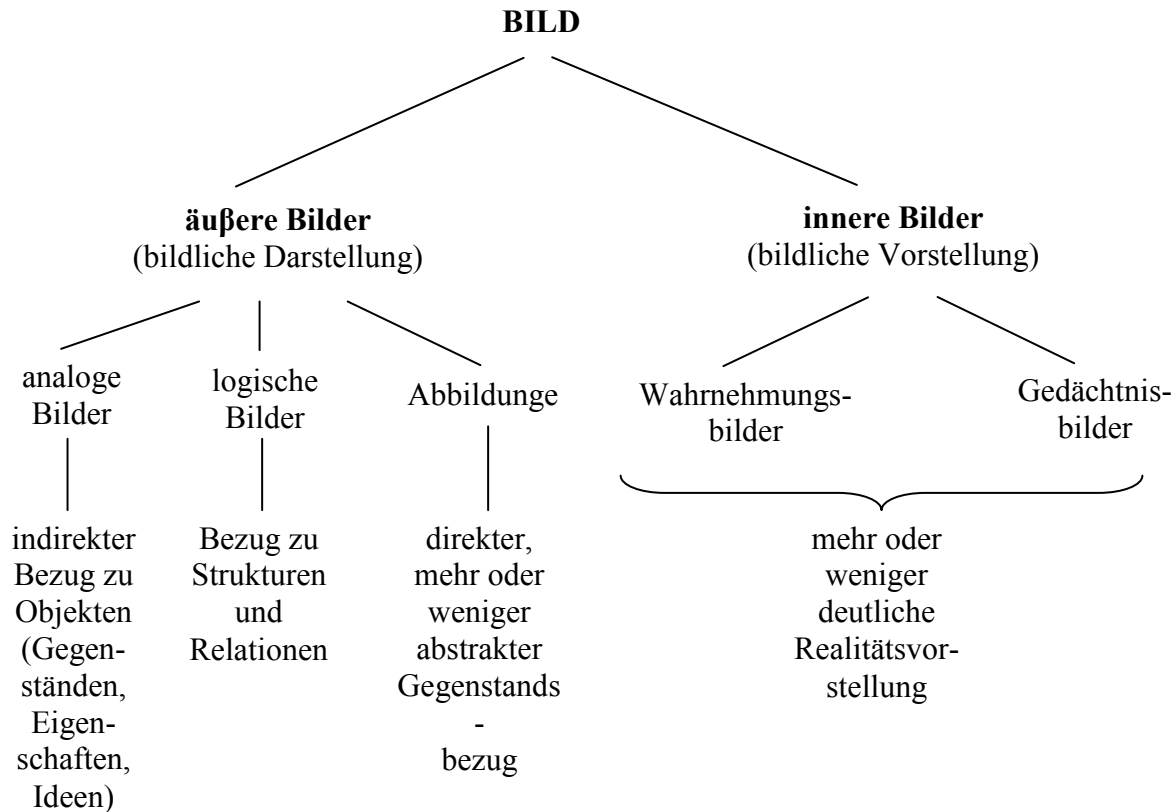 BILD
äußere Bilder
(bildliche Darstellung)
innere Bilder
(bildliche Vorstellung)
analoge
Bilder
logische
Bilder
Abbildunge
Wahrnehmungs-
bilder
Gedächtnis-
bilder
indirekter
Bezug zu
Objekten
(Gegen-
ständen,
Eigen-
schaften,
Ideen)
Bezug zu
Strukturen
und
Relationen
direkter,
mehr oder
weniger
abstrakter
Gegenstands
-
bezug
mehr oder
weniger
deutliche
Realitätsvor-
stellung